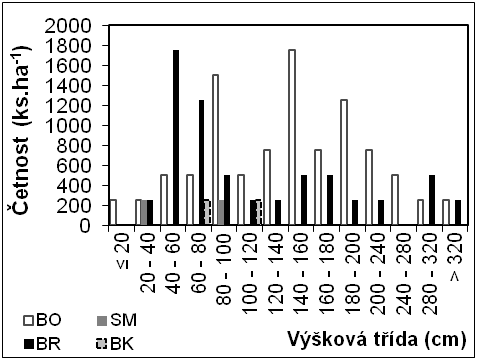 Četnost (ks.ha-1)
2000
1800
1600
1400
1200
1000
800
600
400
200
0
≤ 20
20 - 40
40 - 60
60 - 80
80 - 100
100 - 120
120 - 140
140 - 160
160 - 180
180 - 200
200 - 240
240 - 280
280 - 320
> 320
Výšková třída (cm)
BO
SM
BR
BK